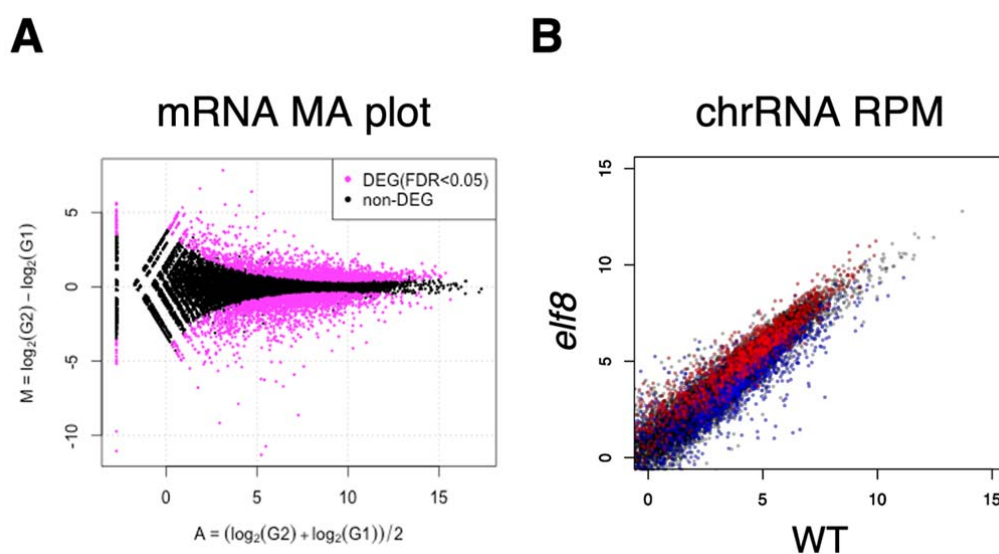 A
mRNA MA plot
DEG(FDR<0.05)
non-DEG
M = log₂(G2) − log₂(G1)
5
0
-5
-10
0
5
10
15
A = (log₂(G2) + log₂(G1))/2
B
chrRNA RPM
elf8
15
10
5
0
0
5
10
15
WT